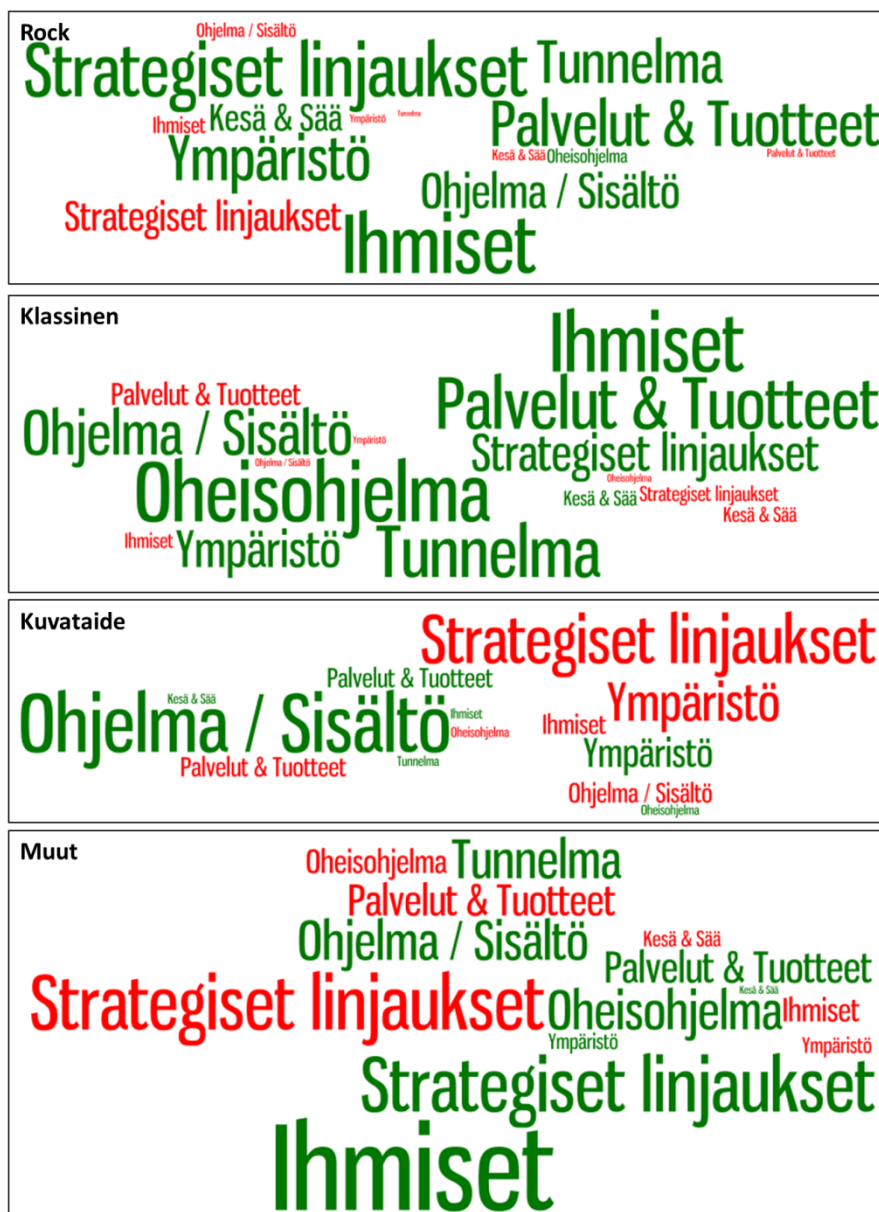 Rock
Ohjelma / Sisältö
Strategiset linjaukset Tunnelma
Ihmiset Kesä & Sää Ympäristö Tunnelma
Palvelut & Tuotteet
Ympäristö
Kesä & Sää Oheisohjelma Palvelut & Tuotteet
Ohjelma / Sisältö
Strategiset linjaukset
Ihmiset
Klassinen
Ihmiset
Palvelut & Tuotteet
Palvelut & Tuotteet
Ohjelma / Sisältö Ympäristö
Strategiset linjaukset
Ohjelma / Sisältö
Oheisohjelma
Oheisohjelma
Kesä & Sää Strategiset linjaukset
Kesä & Sää
Ihmiset Ympäristö Tunnelma
Kuvataide
Strategiset linjaukset
Palvelut & Tuotteet
Kesä & Sää
Ohjelma / Sisältö
Ihmiset
Oheisohjelma
Ympäristö
Ihmiset
Palvelut & Tuotteet
Tunnelma
Ympäristö
Ohjelma / Sisältö
Oheisohjelma
Muut
Oheisohjelma Tunnelma
Palvelut & Tuotteet
Ohjelma / Sisältö
Kesä & Sää
Palvelut & Tuotteet
Kesä & Sää
Strategiset linjaukset Oheisohjelma Ihmiset
Ympäristö Ympäristö
Strategiset linjaukset
Ihmiset